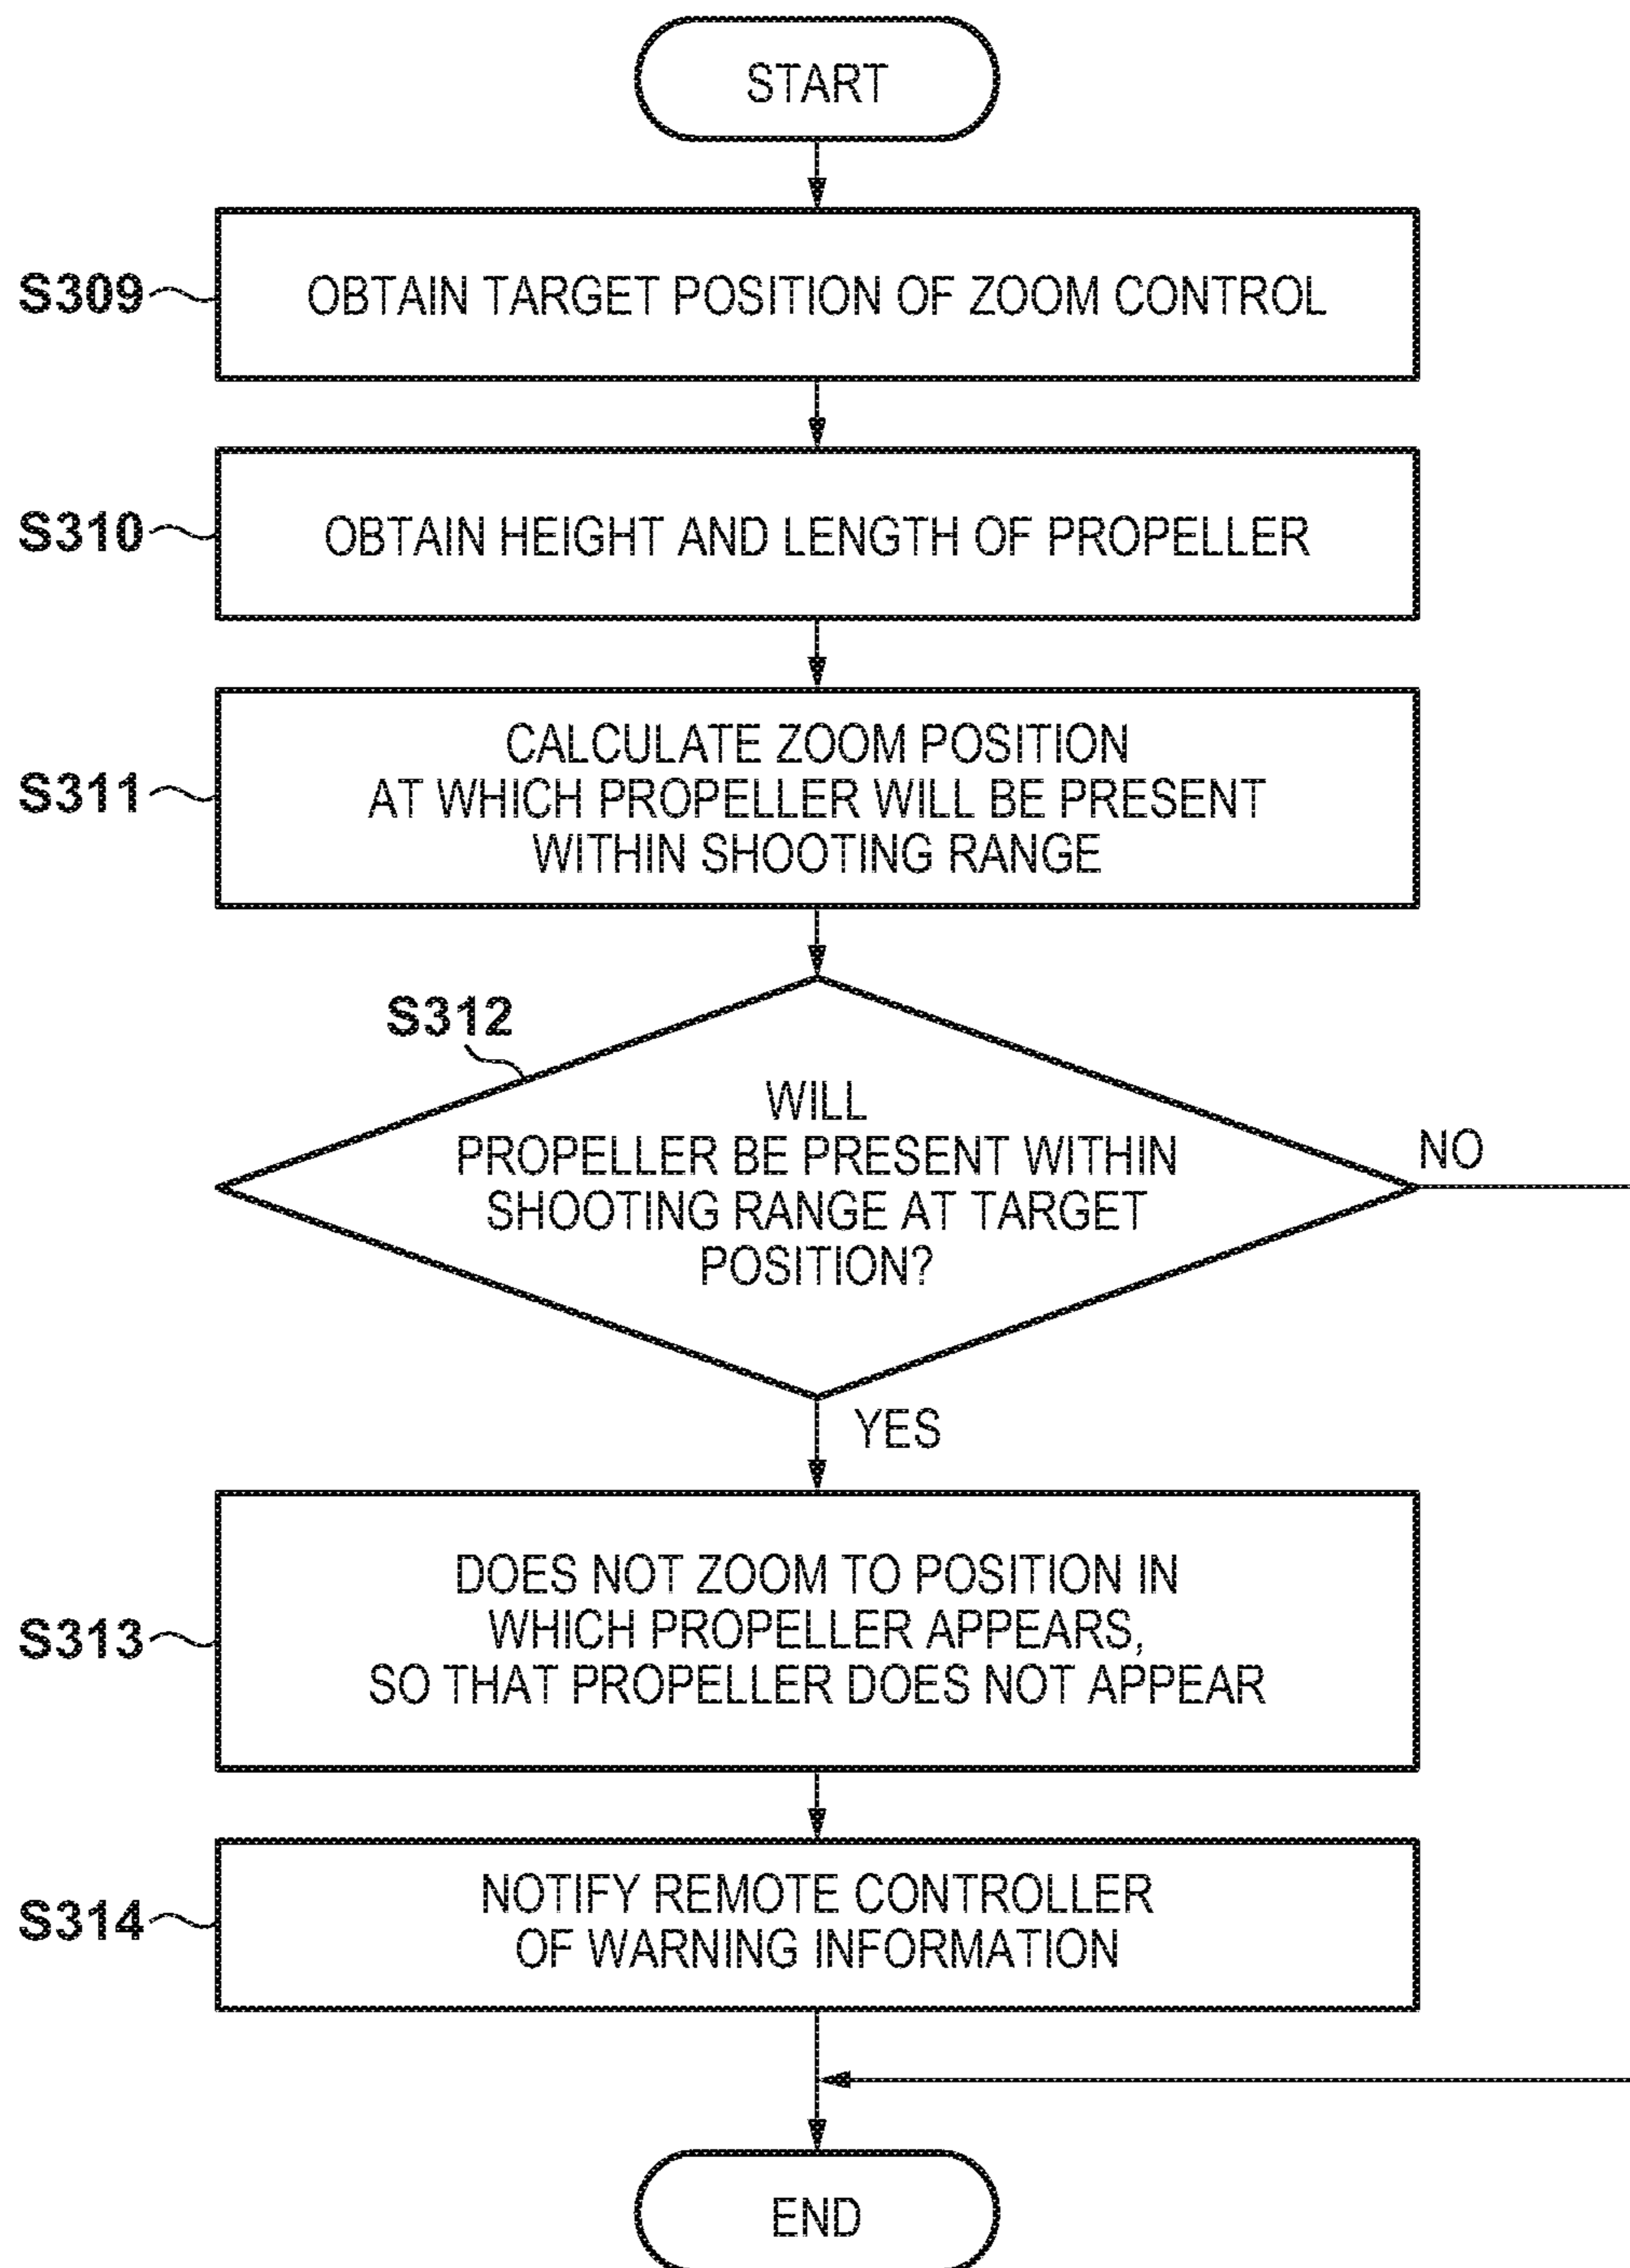 START
S309
OBTAIN TARGET POSITION OF ZOOM CONTROL
S310
OBTAIN HEIGHT AND LENGTH OF PROPELLER
S311
CALCULATE ZOOM POSITION
AT WHICH PROPELLER WILL BE PRESENT
WITHIN SHOOTING RANGE
S312
WILL
PROPELLER BE PRESENT WITHIN
SHOOTING RANGE AT TARGET
POSITION?
NO
YES
S313
DOES NOT ZOOM TO POSITION IN
WHICH PROPELLER APPEARS,
SO THAT PROPELLER DOES NOT APPEAR
S314
NOTIFY REMOTE CONTROLLER
OF WARNING INFORMATION
END